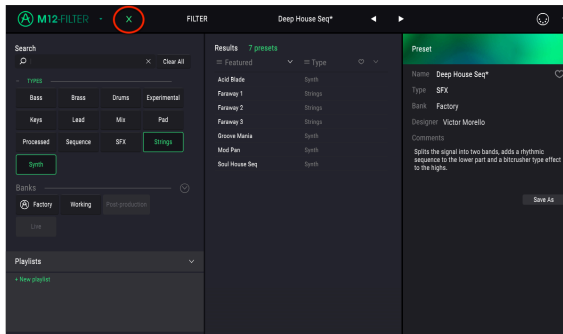 M12-FILTER X FILTER Deep House Seq*
Search
Clear All
TYPES
Bass Brass Drums Experimental
Keys Lead Mix Pad
Processed Sequence SFX Strings
Synth
Banks
Factory Working Post-production
Live
Playlists
+ New playlist
Results 7 presets
Featured Type
Acid Blade Synth
Faraway 1 Strings
Faraway 2 Strings
Faraway 3 Strings
Groove Mania Synth
Mod Pan Synth
Soul House Seq Synth
Preset
Name Deep House Seq*
Type SFX
Bank Factory
Designer Victor Morello
Comments
Splits the signal into two bands, adds a rhythmic
sequence to the lower part and a bitcrusher type effect
to the highs.
Save As